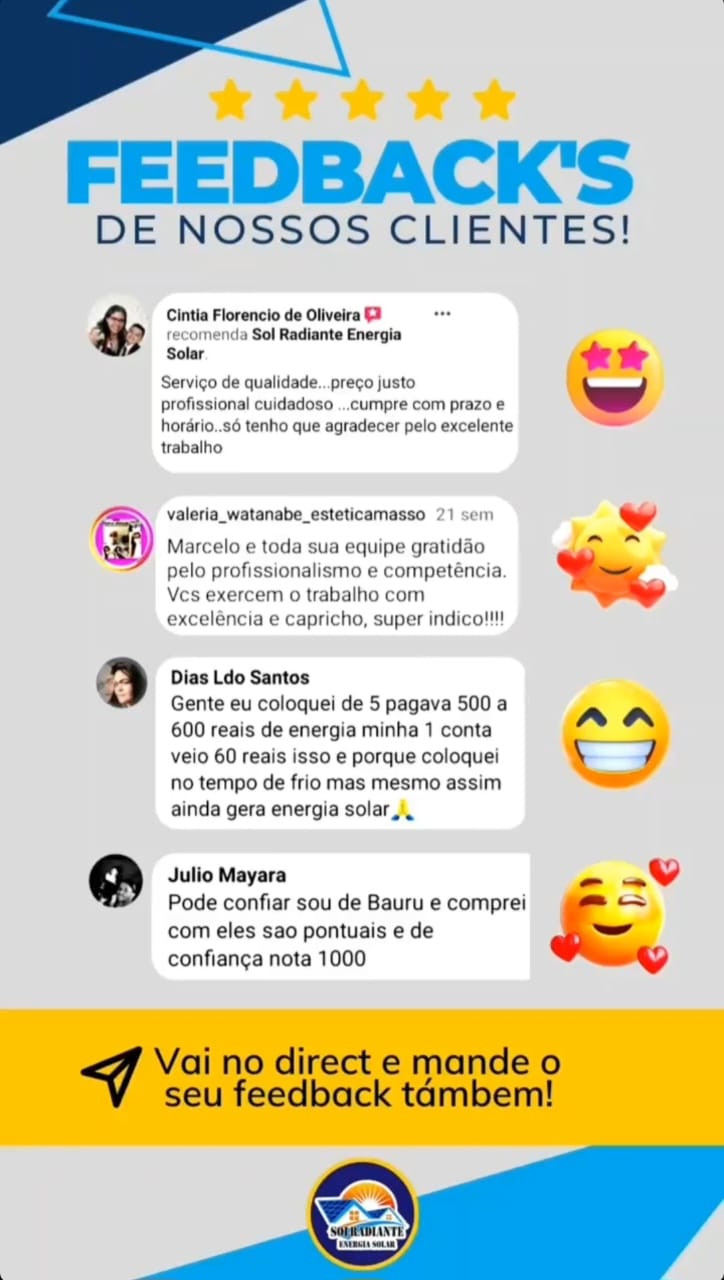 FEEDBACK'S
DE NOSSOS CLIENTES!
Cintia Florencio de Oliveira
recomenda Sol Radiante Energia
Solar.
Serviço de qualidade...preço justo
profissional cuidadoso ...cumpre com prazo e
horário..só tenho que agradecer pelo excelente
trabalho
valeria_watanabe_esteticamasso 21 sem
Marcelo e toda sua equipe gratidão
pelo profissionalismo e competência.
Vcs exercem o trabalho com
excelência e capricho, super indico!!!!
Dias Ldo Santos
Gente eu coloquei de 5 pagava 500 a
600 reais de energia minha 1 conta
veio 60 reais isso e porque coloquei
no tempo de frio mas mesmo assim
ainda gera energia solar🙏
Julio Mayara
Pode confiar sou de Bauru e comprei
com eles sao pontuais e de
confiança nota 1000
Vai no direct e mande o
seu feedback támbem!
SOL RADIANTE
ENERGIA SOLAR